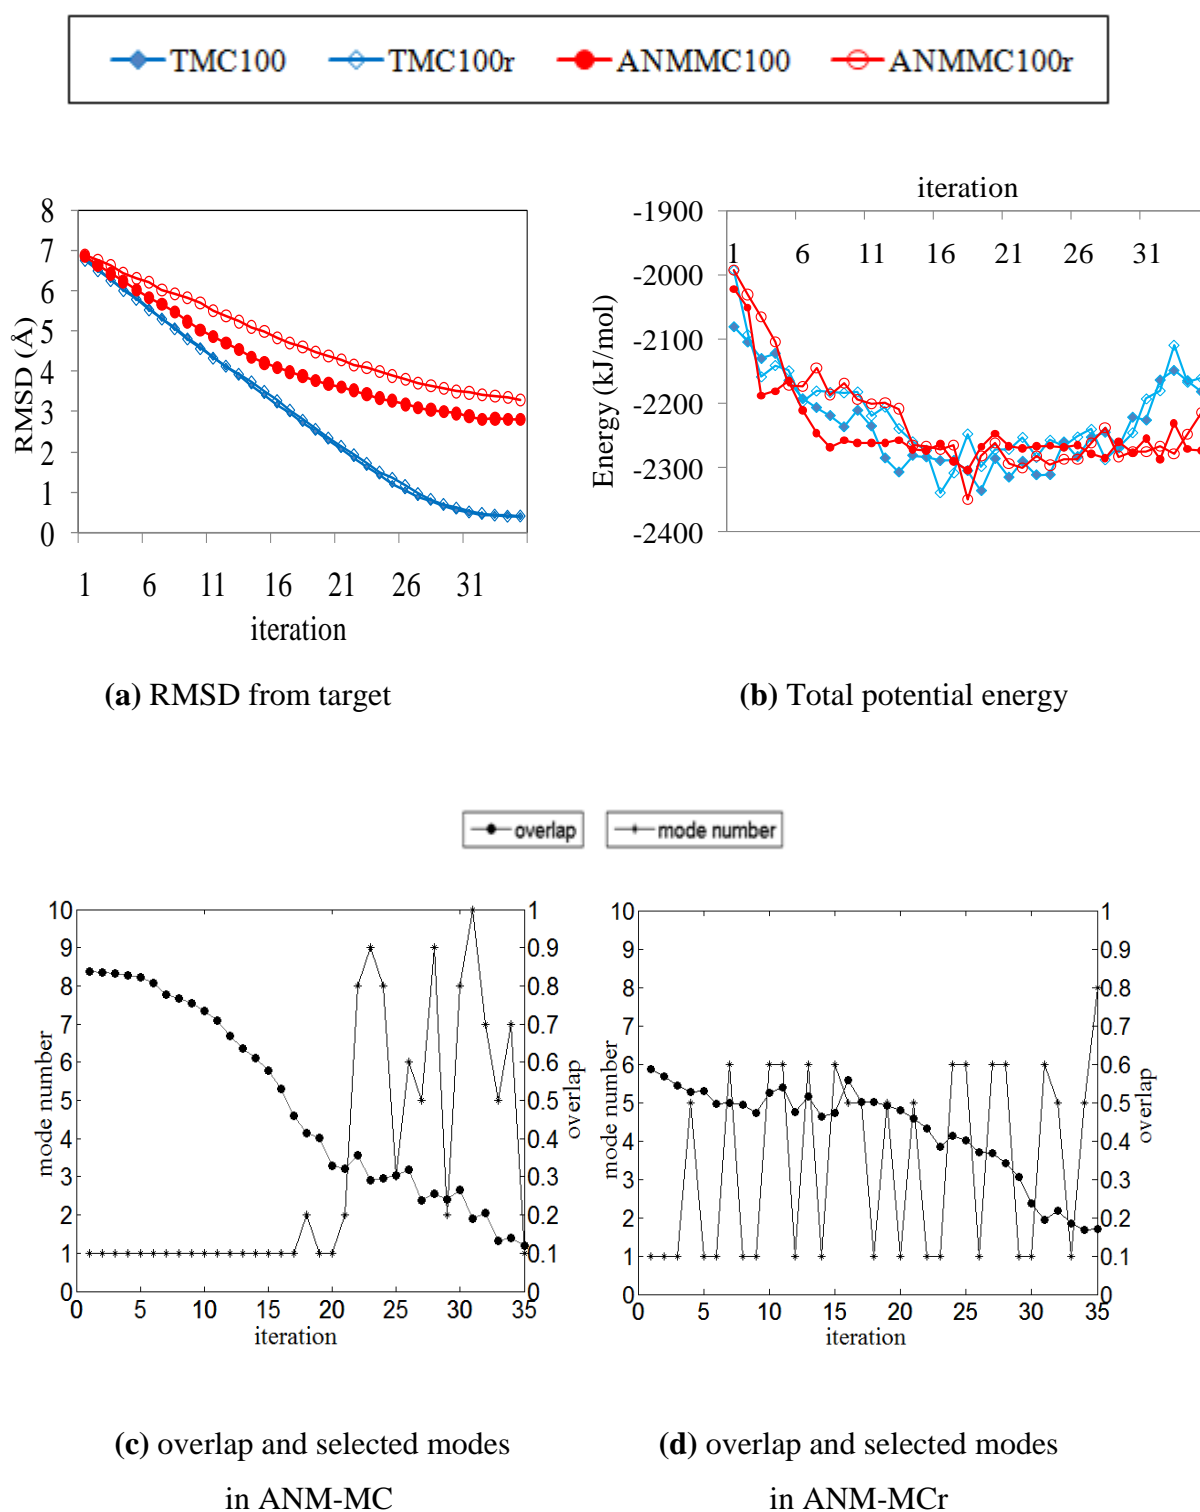 TMC100 TMC100r ANMMC100 ANMMC100r
8
7
6
5
4
3
2
1
0
RMSD (Å)
1 6 11 16 21 26 31
iteration
(a) RMSD from target
iteration
-1900
-2000
-2100
-2200
-2300
-2400
Energy (kJ/mol)
1 6 11 16 21 26 31
(b) Total potential energy
overlap mode number
10
9
8
7
6
5
4
3
2
1
0
mode number
1
0.9
0.8
0.7
0.6
0.5
0.4
0.3
0.2
0.1
0
overlap
0 5 10 15 20 25 30 35
iteration
(c) overlap and selected modes
in ANM-MC
10
9
8
7
6
5
4
3
2
1
0
mode number
1
0.9
0.8
0.7
0.6
0.5
0.4
0.3
0.2
0.1
0
overlap
0 5 10 15 20 25 30 35
iteration
(d) overlap and selected modes
in ANM-MCr